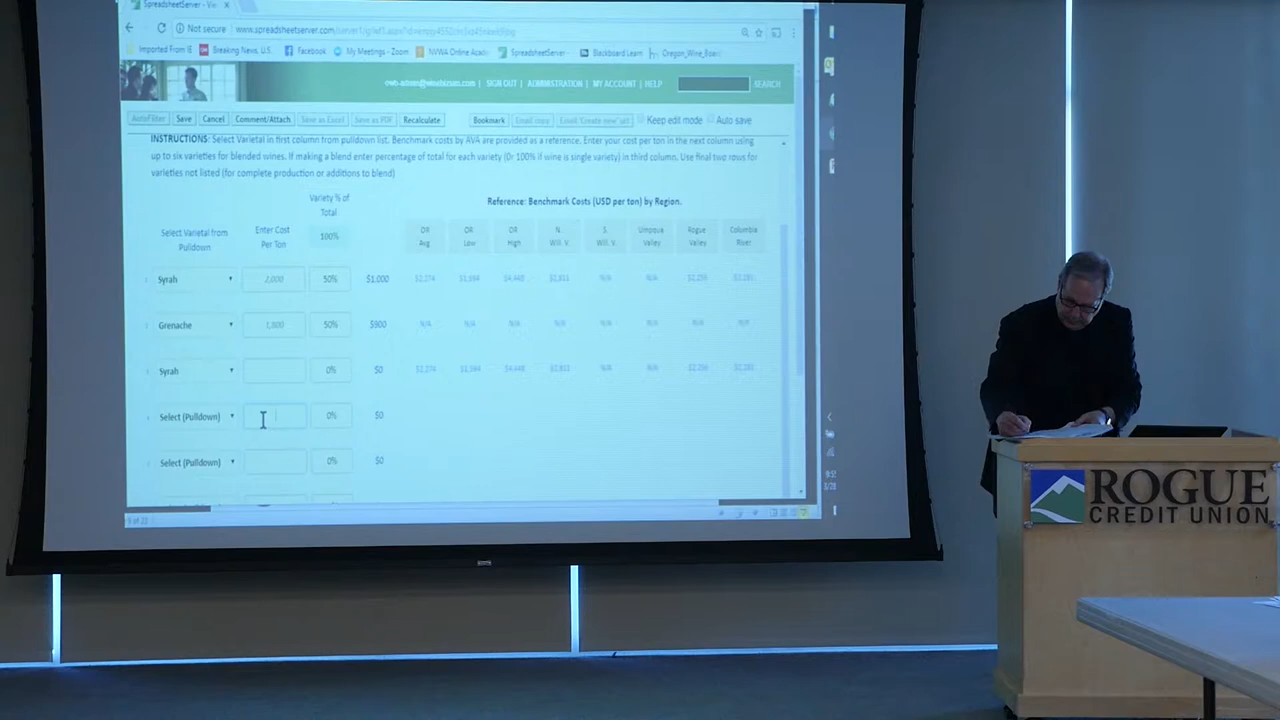 SpreadsheetServer - Vie
Not secure
Imported From IE
Breaking News, U.S.
Facebook
My Meetings - Zoom
NVWA Online Acad
SpreadsheetServer -
Blackboard Learn
Oregon_Wine_Board
SIGN OUT | ADMINISTRATION | MY ACCOUNT | HELP
SEARCH
AutoFilter
Save
Cancel
Comment/Attach
Save as Excel
Save as PDF
Recalculate
Bookmark
Email copy
Email 'Create new' url
Keep edit mode
Auto save
INSTRUCTIONS: Select Varietal in first column from pulldown list. Benchmark costs by AVA are provided as a reference. Enter your cost per ton in the next column using
up to six varieties for blended wines. If making a blend enter percentage of total for each variety (Or 100% if wine is single variety) in third column. Use final two rows for
varieties not listed (for complete production or additions to blend)
Select Varietal from
Pulldown
Enter Cost
Per Ton
Variety % of
Total
100%
Reference: Benchmark Costs (USD per ton) by Region.
OR
Avg
OR
Low
OR
High
N.
Will. V.
S.
Will. V.
Umpqua
Valley
Rogue
Valley
Columbia
River
Syrah 2,000 50% $1,000 N/A N/A
Grenache 50% $900 N/A N/A N/A N/A N/A N/A N/A N/A
Syrah 0% $0 N/A N/A
Select (Pulldown) 0% $0
Select (Pulldown) 0% $0
ROGUE
CREDIT UNION